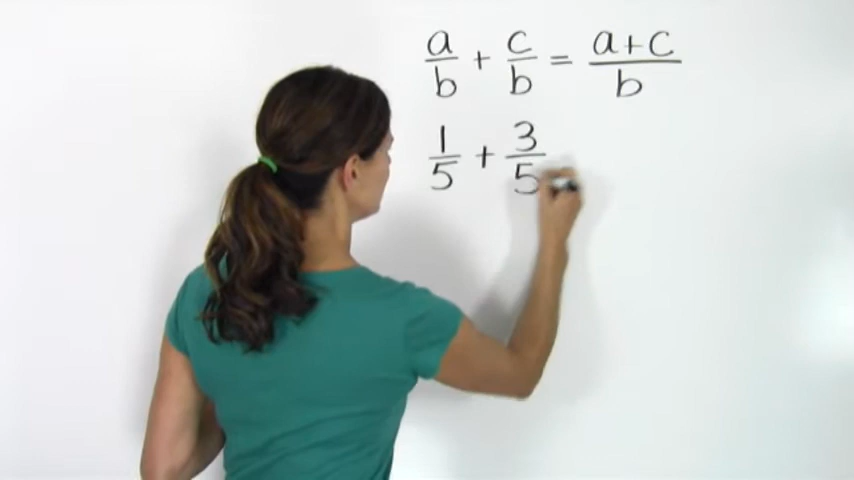 a/b + c/b = a+c/b
1/5 + 3/5